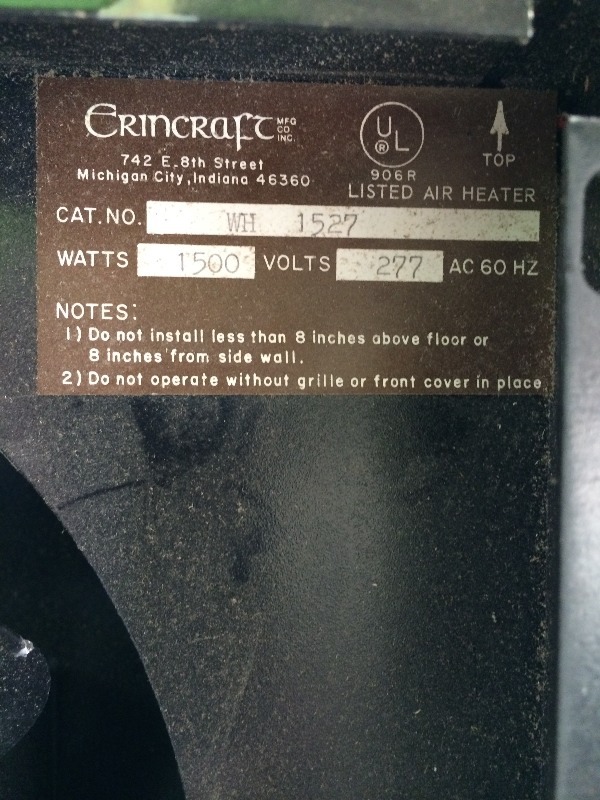 ERINCRAFT MFG CO INC.
742 E. 8th Street
Michigan City, Indiana 46360
UL ®
906R
TOP
LISTED AIR HEATER
CAT. NO. WH 1527
WATTS 1500 VOLTS 277 AC 60 HZ
NOTES:
1) Do not install less than 8 inches above floor or
8 inches from side wall.
2) Do not operate without grille or front cover in place